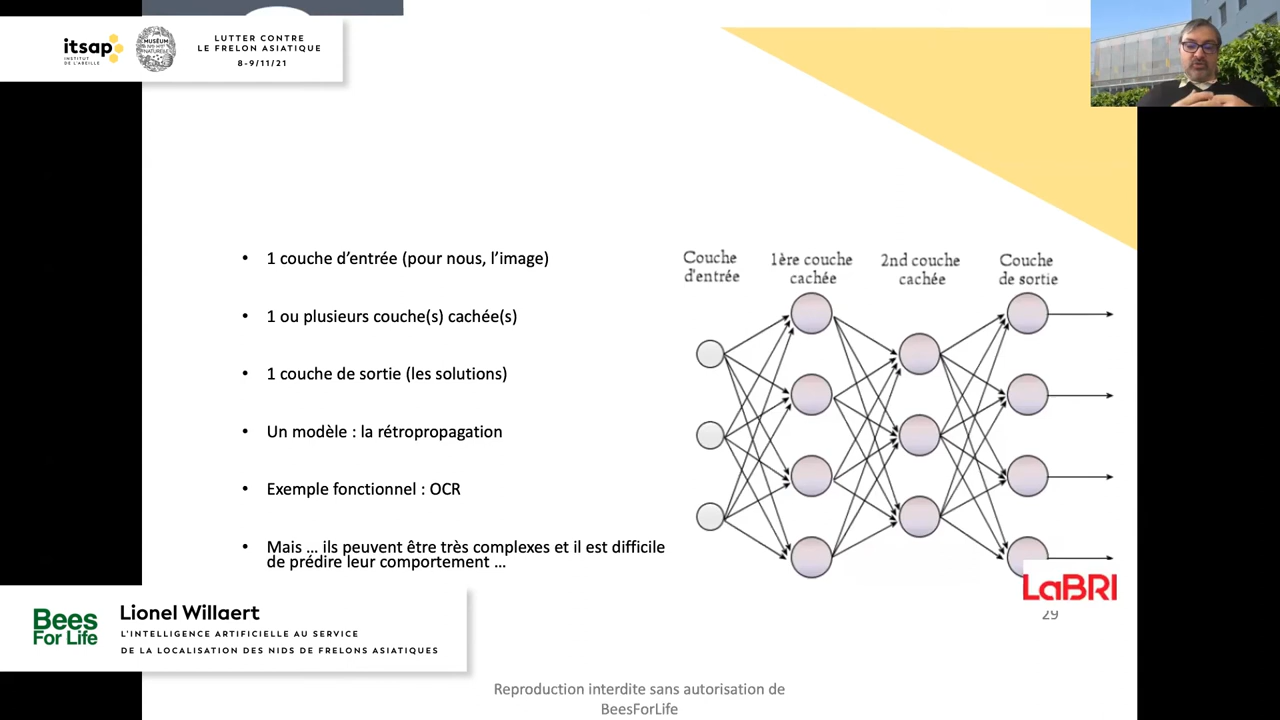 itsap
INSTITUT
DE L'ABEILLE
MUSÉUM
NATURELLE
LUTTER CONTRE
LE FRELON ASIATIQUE
8-9/11/21
• 1 couche d'entrée (pour nous, l'image)
• 1 ou plusieurs couche(s) cachée(s)
• 1 couche de sortie (les solutions)
• Un modèle : la rétropropagation
• Exemple fonctionnel : OCR
• Mais ... ils peuvent être très complexes et il est difficile
de prédire leur comportement ...
Couche
d'entrée
1ère couche
cachée
2nd couche
cachée
Couche
de sortie
LaBRI
29
Bees
For Life
Lionel Willaert
L'INTELLIGENCE ARTIFICIELLE AU SERVICE
DE LA LOCALISATION DES NIDS DE FRELONS ASIATIQUES
Reproduction interdite sans autorisation de
BeesForLife